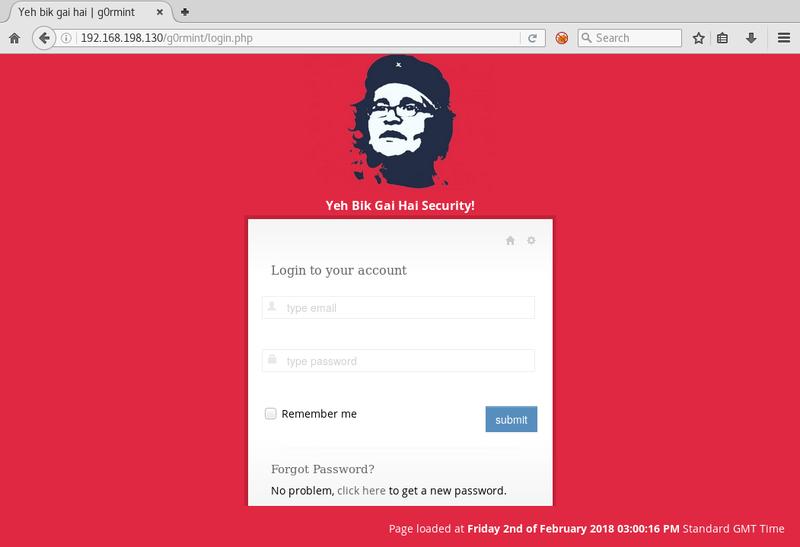 Yeh bik gai hai | g0rmint
192.168.198.130/g0rmint/login.php
Search
Yeh Bik Gai Hai Security!
Login to your account
type email
type password
Remember me
submit
Forgot Password?
No problem, click here to get a new password.
Page loaded at Friday 2nd of February 2018 03:00:16 PM Standard GMT Time